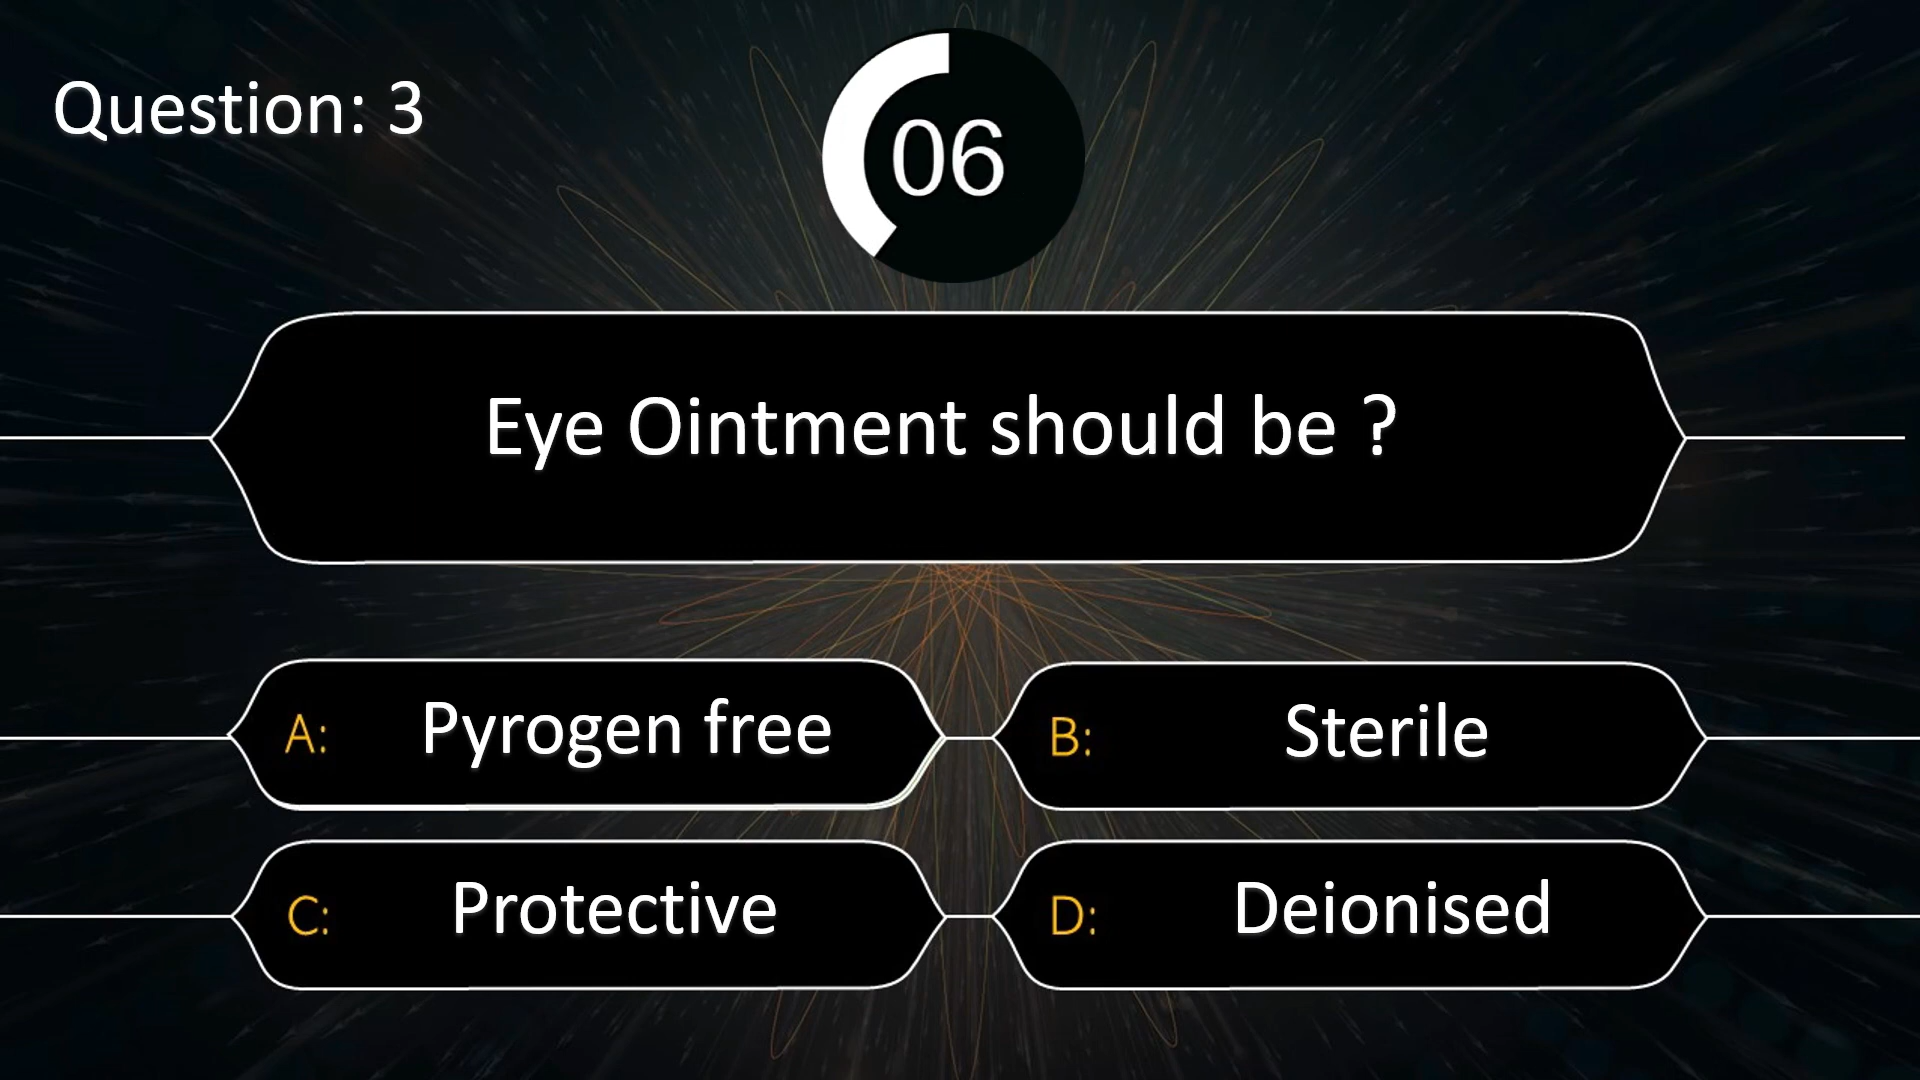 Question: 3
06
Eye Ointment should be ?
A: Pyrogen free
B: Sterile
C: Protective
D: Deionised